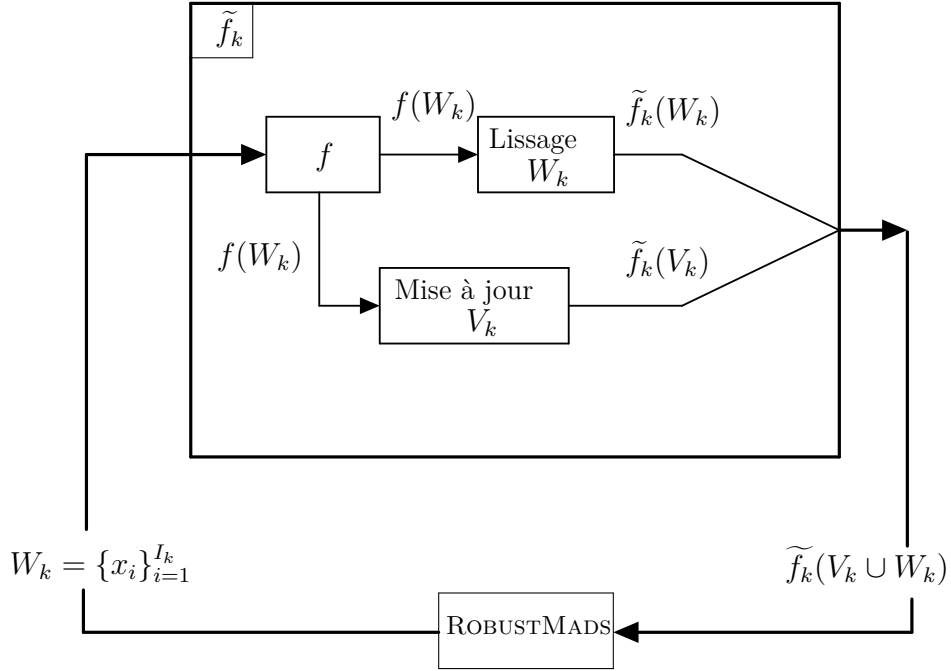 f̃_k
f(W_k)
f̃_k(W_k)
f
Lissage
W_k
f(W_k)
f̃_k(V_k)
Mise à jour
V_k
W_k = {x_i}_{i=1}^{I_k}
f̃_k(V_k ∪ W_k)
ROBUSTMADS